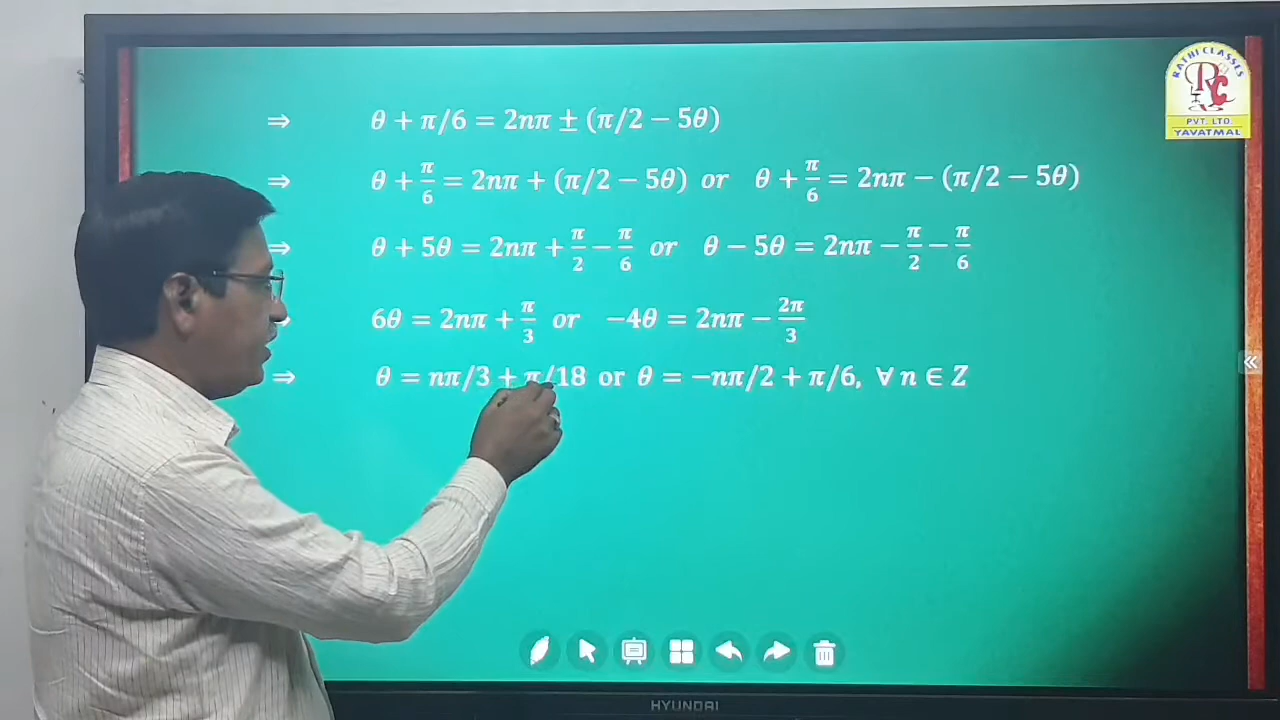 RATHI CLASSES
RC
PVT. LTD.
YAVATMAL
⇒ θ + π/6 = 2nπ ± (π/2 − 5θ)
⇒ θ + π/6 = 2nπ + (π/2 − 5θ) or θ + π/6 = 2nπ − (π/2 − 5θ)
⇒ θ + 5θ = 2nπ + π/2 − π/6 or θ − 5θ = 2nπ − π/2 − π/6
⇒ 6θ = 2nπ + π/3 or −4θ = 2nπ − 2π/3
⇒ θ = nπ/3 + π/18 or θ = −nπ/2 + π/6, ∀ n ∈ Z
«
HYUNDAI